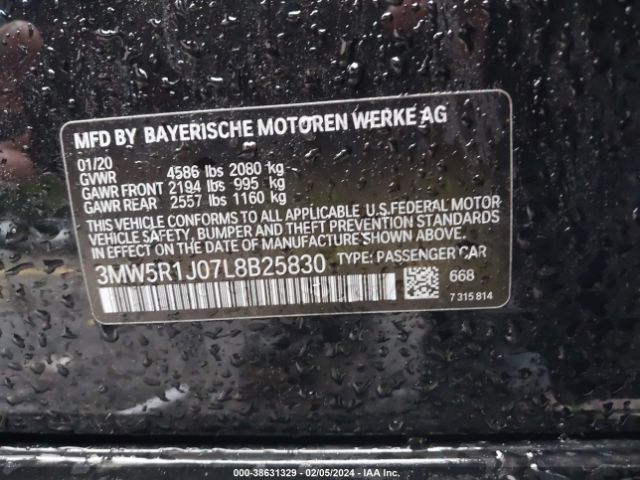 MFD BY BAYERISCHE MOTOREN WERKE AG
01/20
GVWR 4586 lbs 2080 kg
GAWR FRONT 2194 lbs 995 kg
GAWR REAR 2557 lbs 1160 kg
THIS VEHICLE CONFORMS TO ALL APPLICABLE U.S. FEDERAL MOTOR
VEHICLE SAFETY, BUMPER AND THEFT PREVENTION STANDARDS
IN EFFECT ON THE DATE OF MANUFACTURE SHOWN ABOVE.
3MW5R1J07L8B25830 TYPE: PASSENGER CAR
668
7 315 814
000-38631329 - 02/05/2024 - IAA Inc.